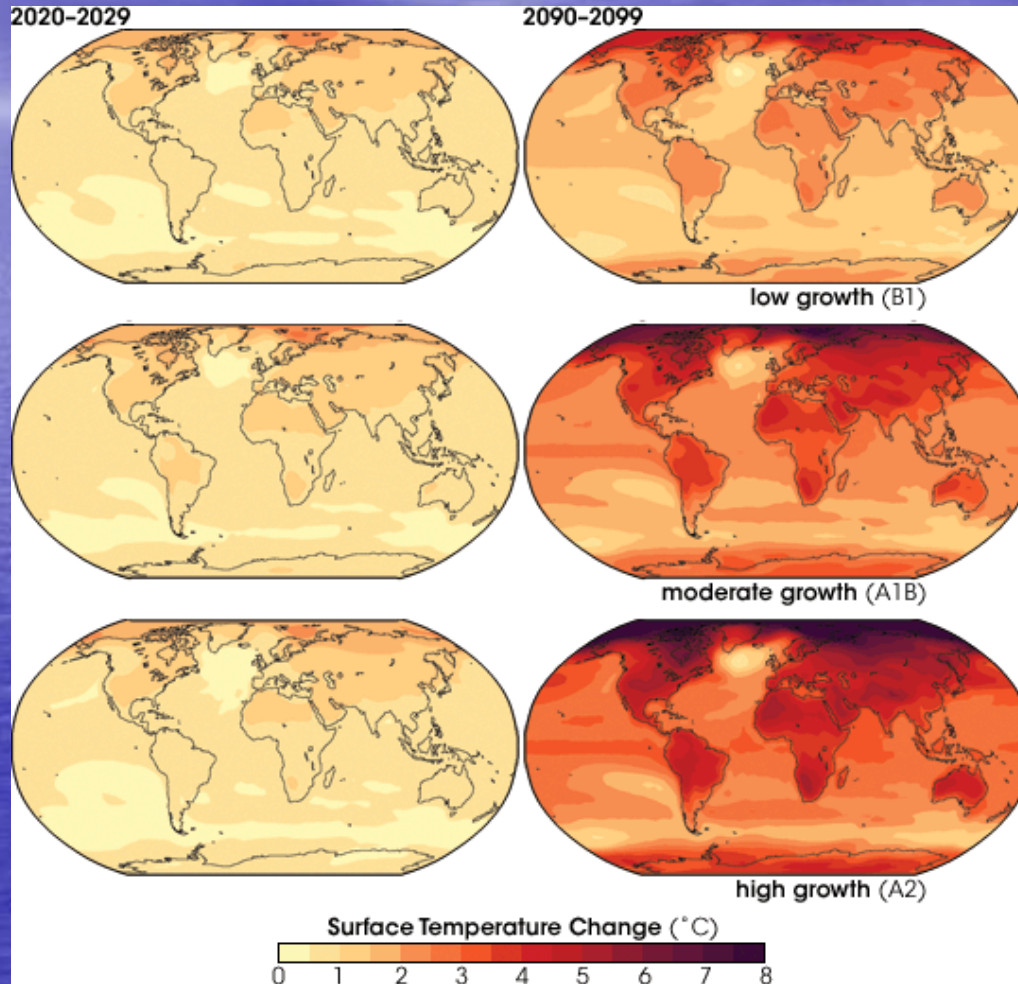 2020–2029
2090–2099
low growth (B1)
moderate growth (A1B)
high growth (A2)
Surface Temperature Change (°C)
0 1 2 3 4 5 6 7 8